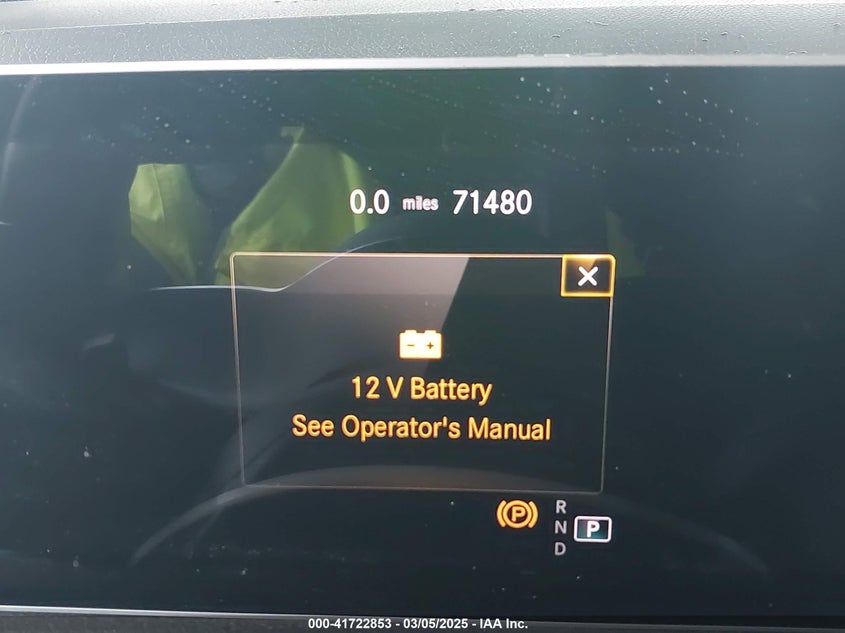 0.0 miles 71480
12 V Battery
See Operator's Manual
P R
N P
D
000-41722853 - 03/05/2025 - IAA Inc.